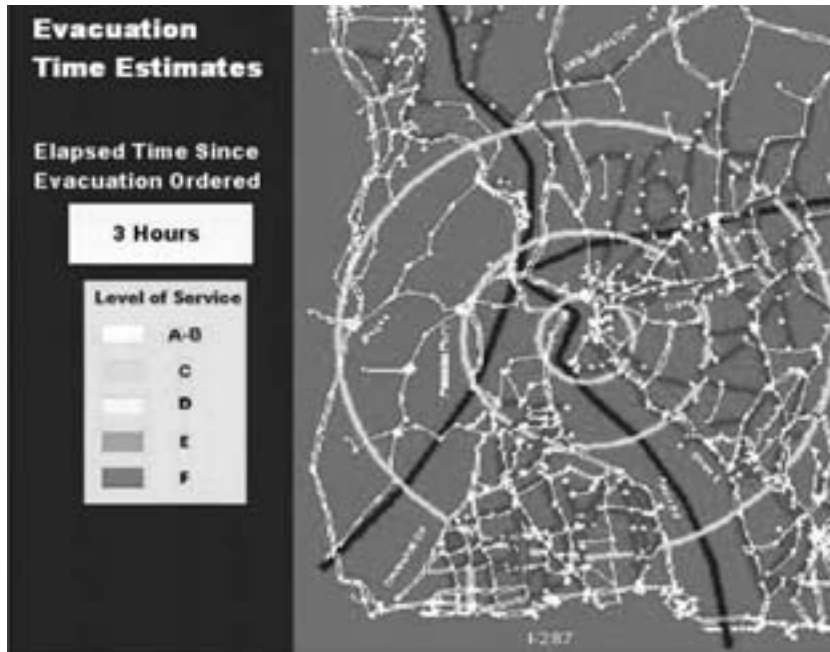 Evacuation
Time Estimates
Elapsed Time Since
Evacuation Ordered
3 Hours
Level of Service
A-B
C
D
E
F
I-287